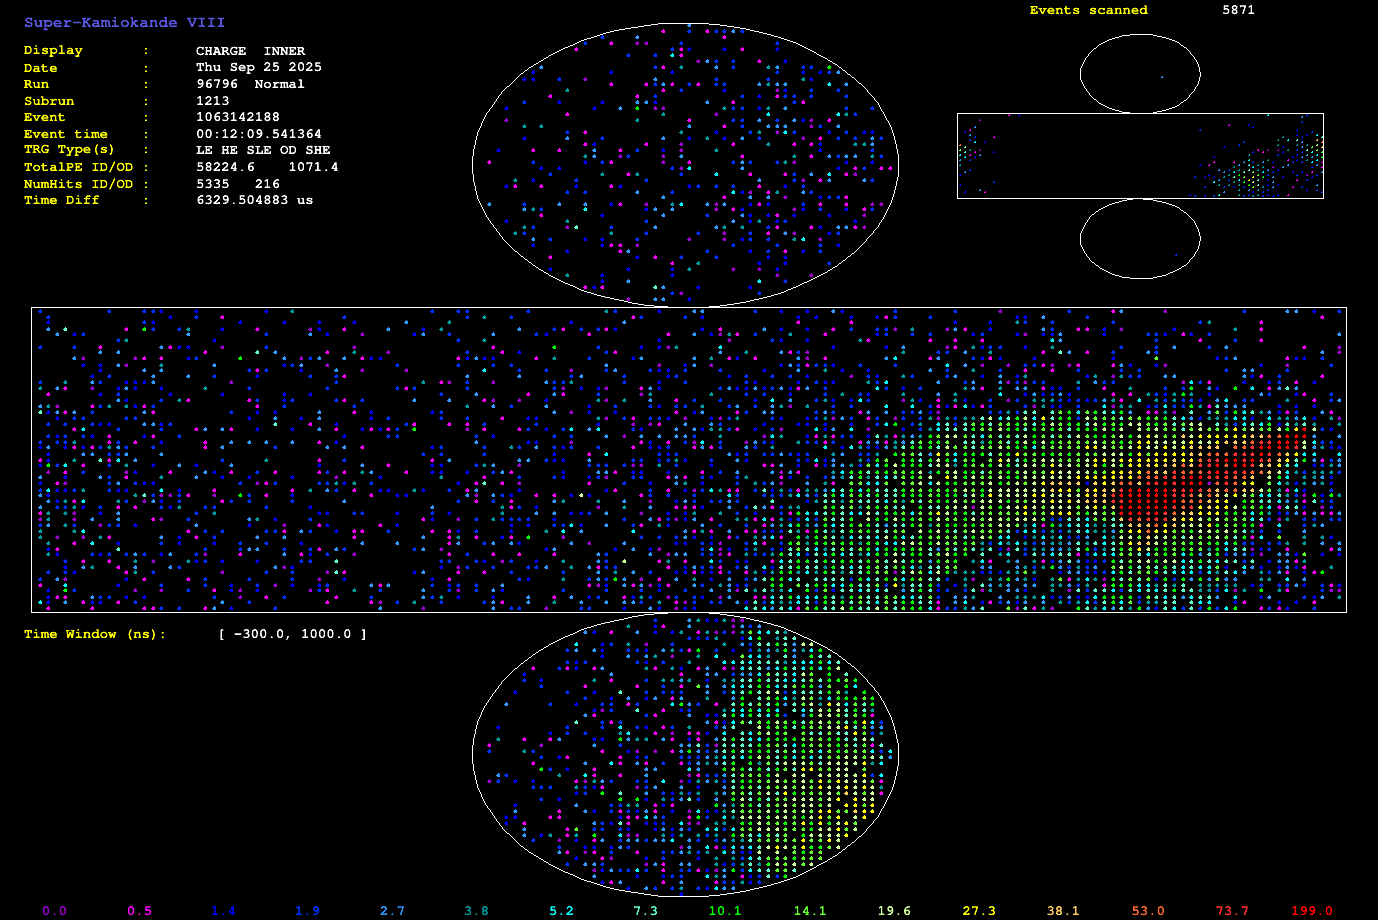 Super-Kamiokande VIII
Events scanned 5871
Display : CHARGE INNER
Date : Thu Sep 25 2025
Run : 96796 Normal
Subrun : 1213
Event : 1063142188
Event time : 00:12:09.541364
TRG Type(s) : LE HE SLE OD SHE
TotalPE ID/OD : 58224.6 1071.4
NumHits ID/OD : 5335 216
Time Diff : 6329.504883 us
Time Window (ns): [ -300.0, 1000.0 ]
0.0 0.5 1.4 1.9 2.7 3.8 5.2 7.3 10.1 14.1 19.6 27.3 38.1 53.0 73.7 199.0